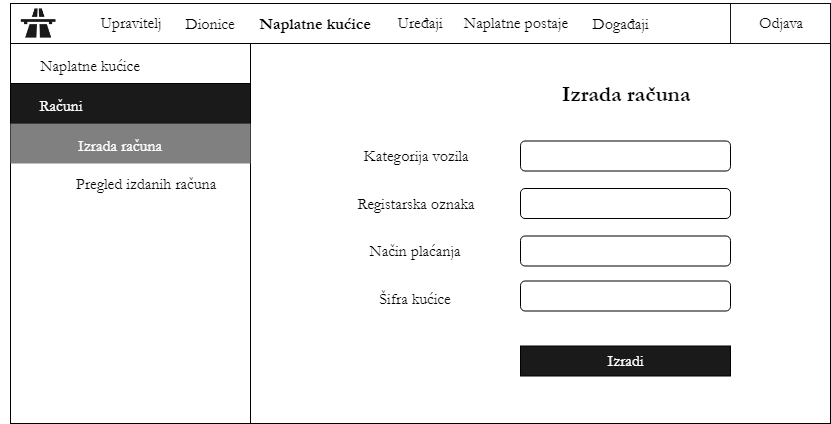 Upravitelj Dionice Naplatne kućice Uređaji Naplatne postaje Događaji Odjava
Naplatne kućice
Računi
Izrada računa
Pregled izdanih računa
Izrada računa
Kategorija vozila
Registarska oznaka
Način plaćanja
Šifra kućice
Izradi